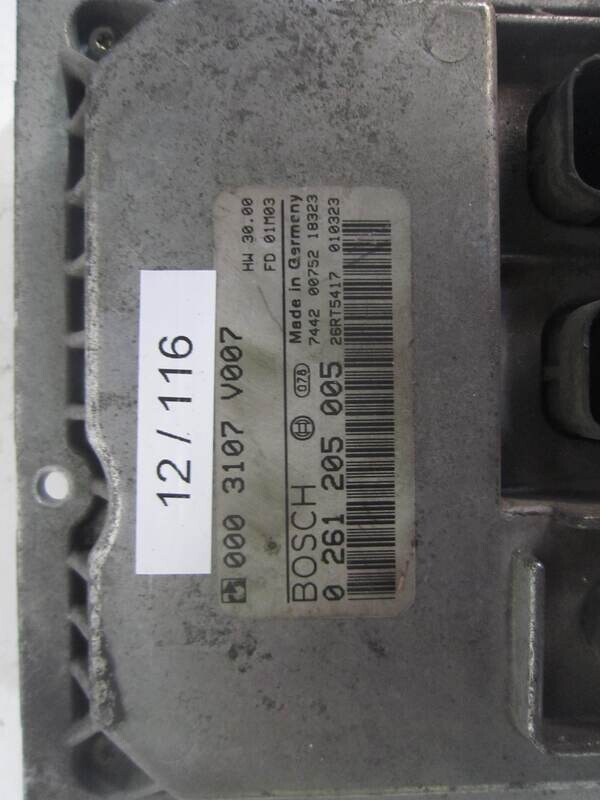 12 / 116
000 3107 V007
HW 30.00
FD 01M03
BOSCH
078
Made in Germany
7442 00752 18323
0 261 205 005
26RT5417 010323